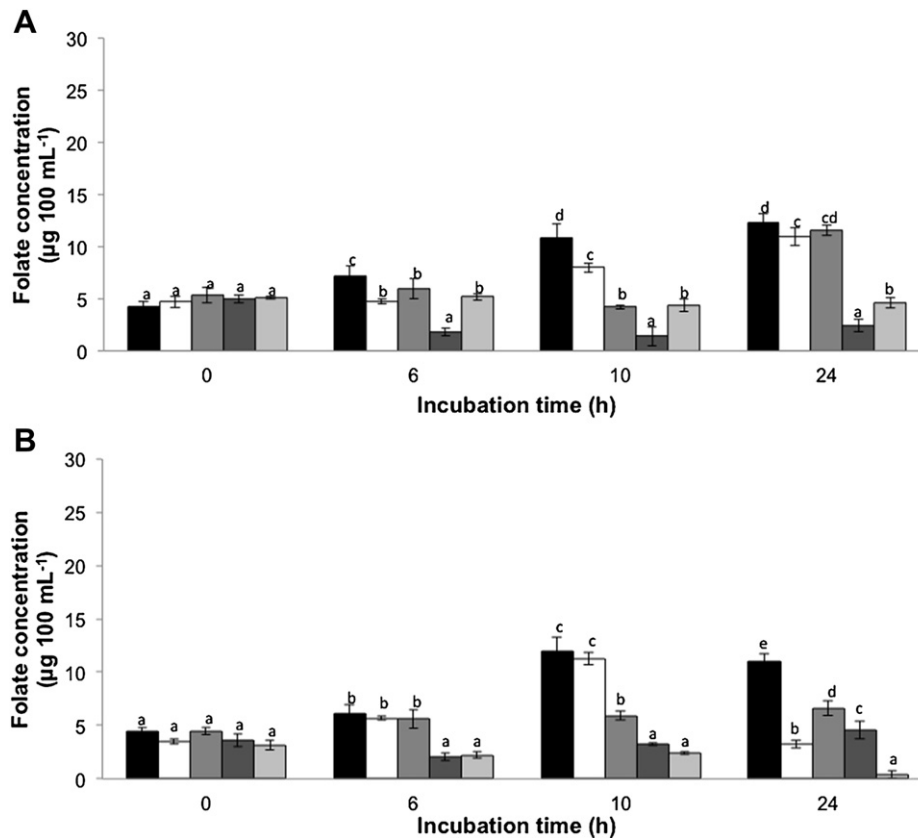 A
30
25
20
15
10
5
0
Folate concentration
(µg 100 mL⁻¹)
a a a a a
c b b a b
d c b a b
d c cd a b
0 6 10 24
Incubation time (h)
B
30
25
20
15
10
5
0
Folate concentration
(µg 100 mL⁻¹)
a a a a a
b b b a a
c c b a a
e b d c a
0 6 10 24
Incubation time (h)